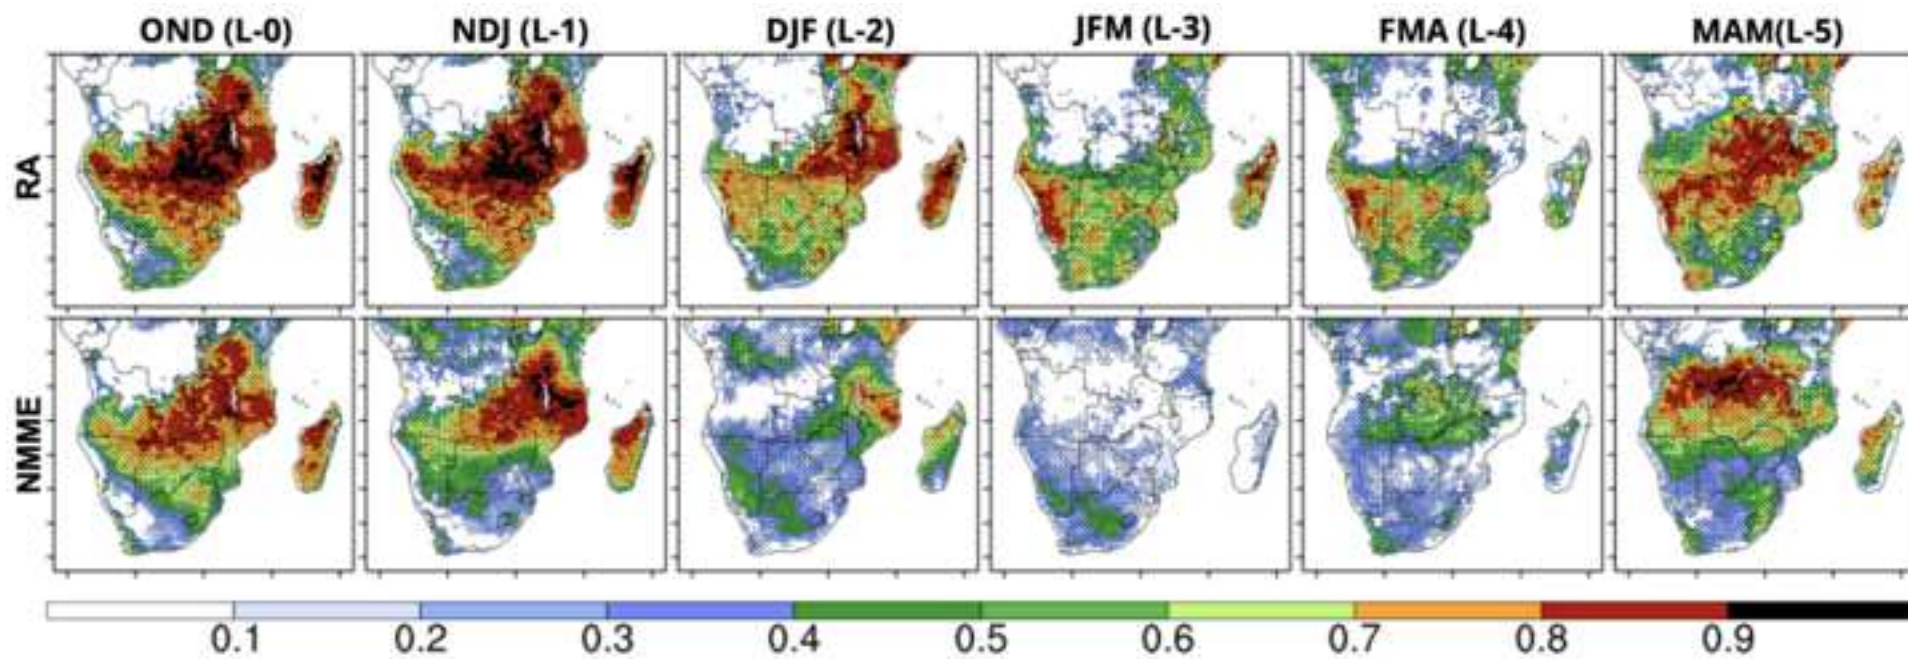 OND (L-0) NDJ (L-1) DJF (L-2) JFM (L-3) FMA (L-4) MAM(L-5)
RA
NMME
0.1 0.2 0.3 0.4 0.5 0.6 0.7 0.8 0.9